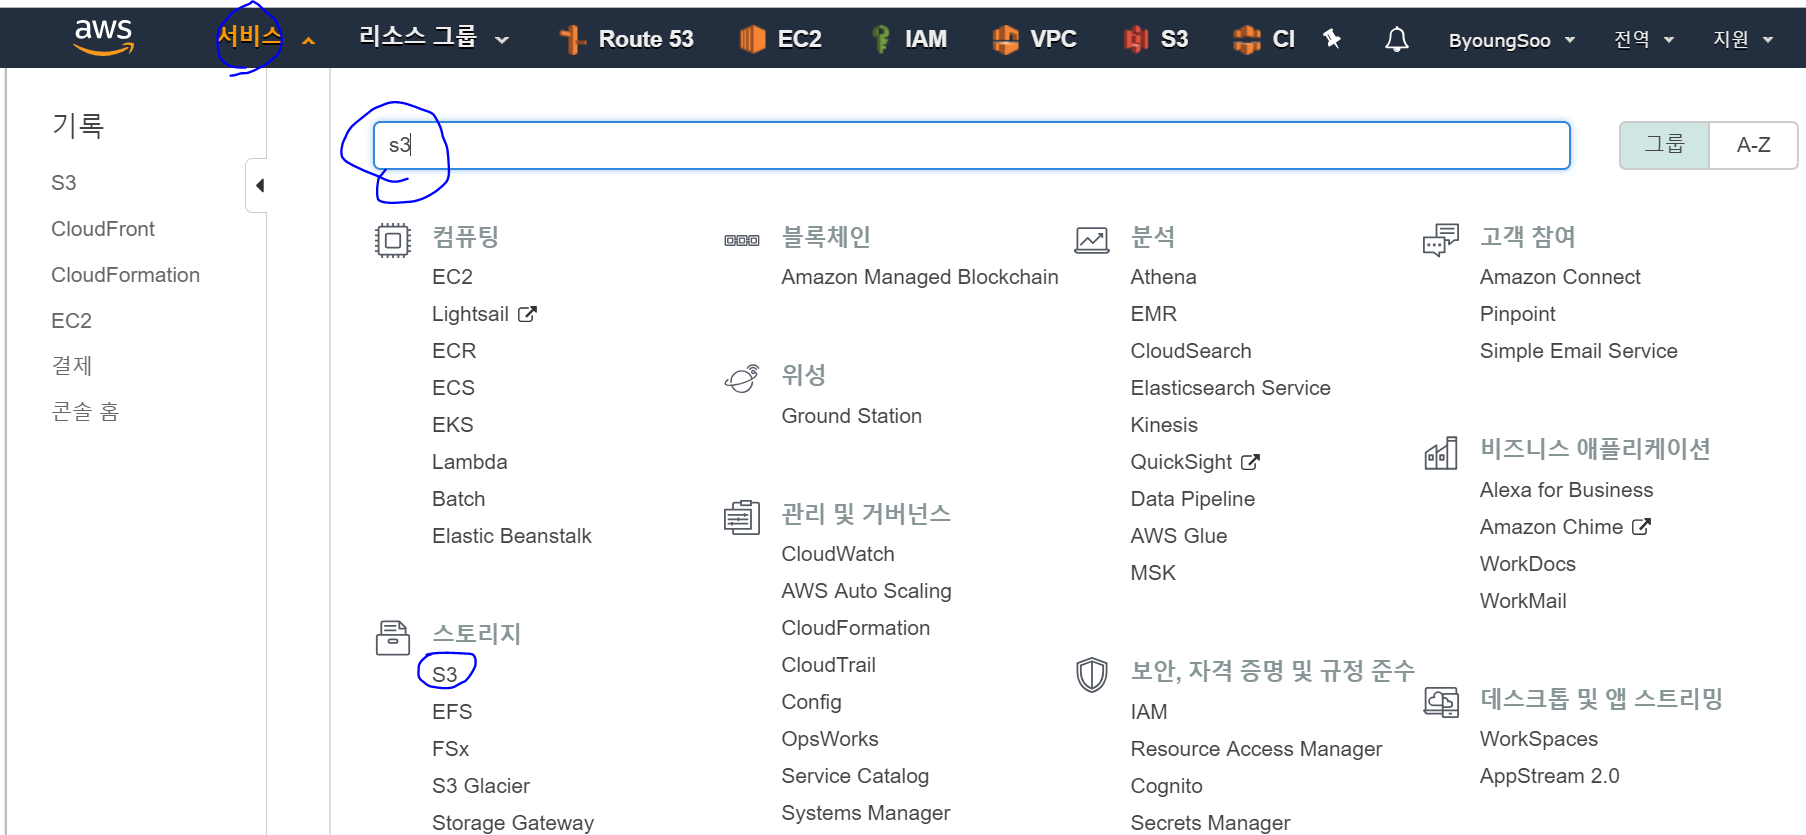 aws 서비스 리소스 그룹 Route 53 EC2 IAM VPC S3 Cl ByoungSoo 전역 지원
기록
S3
CloudFront
CloudFormation
EC2
결제
콘솔 홈
s3
그룹 A-Z
컴퓨팅
EC2
Lightsail
ECR
ECS
EKS
Lambda
Batch
Elastic Beanstalk
스토리지
S3
EFS
FSx
S3 Glacier
Storage Gateway
블록체인
Amazon Managed Blockchain
위성
Ground Station
관리 및 거버넌스
CloudWatch
AWS Auto Scaling
CloudFormation
CloudTrail
Config
OpsWorks
Service Catalog
Systems Manager
분석
Athena
EMR
CloudSearch
Elasticsearch Service
Kinesis
QuickSight
Data Pipeline
AWS Glue
MSK
보안, 자격 증명 및 규정 준수
IAM
Resource Access Manager
Cognito
Secrets Manager
고객 참여
Amazon Connect
Pinpoint
Simple Email Service
비즈니스 애플리케이션
Alexa for Business
Amazon Chime
WorkDocs
WorkMail
데스크톱 및 앱 스트리밍
WorkSpaces
AppStream 2.0